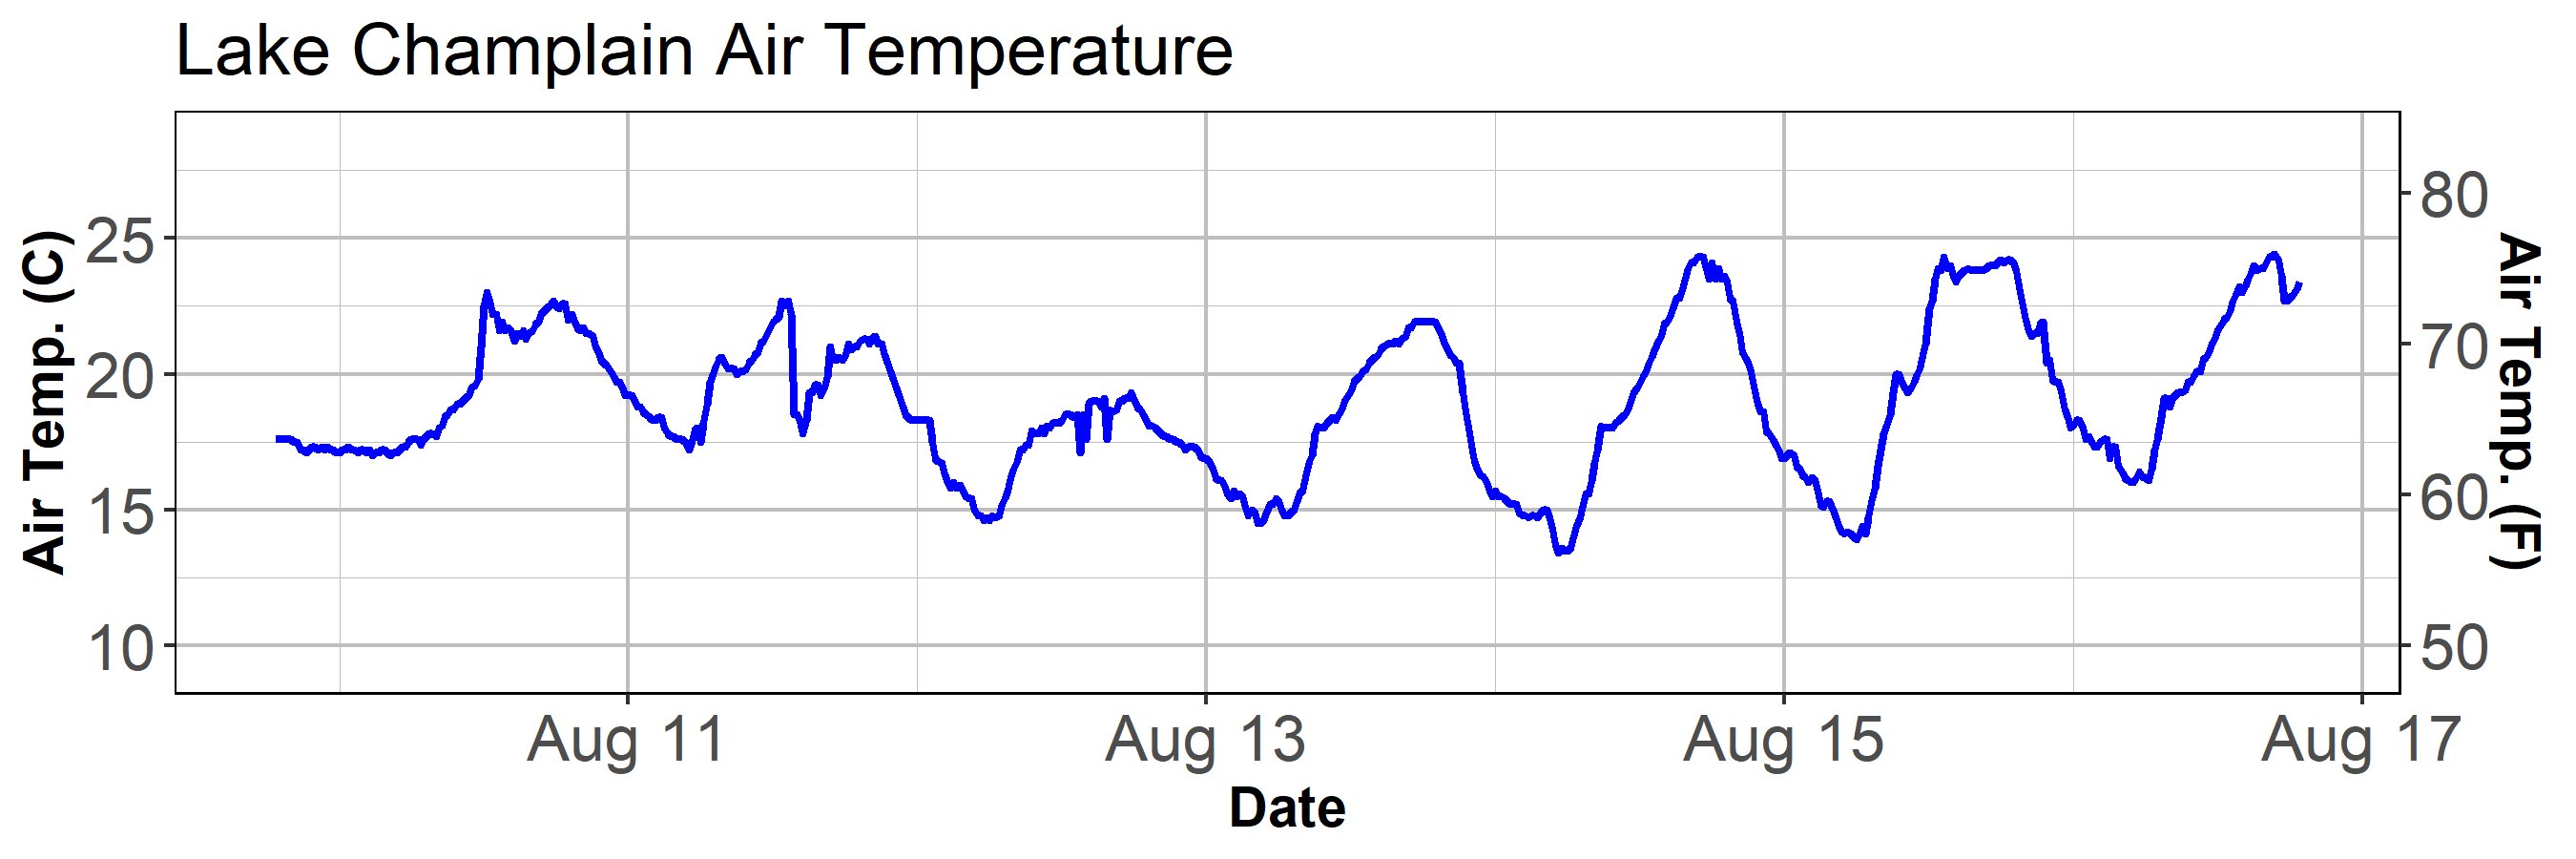 Lake Champlain Air Temperature
Air Temp. (C)
25
20
15
10
80
70
60
50
Air Temp. (F)
Aug 11
Aug 13
Aug 15
Aug 17
Date